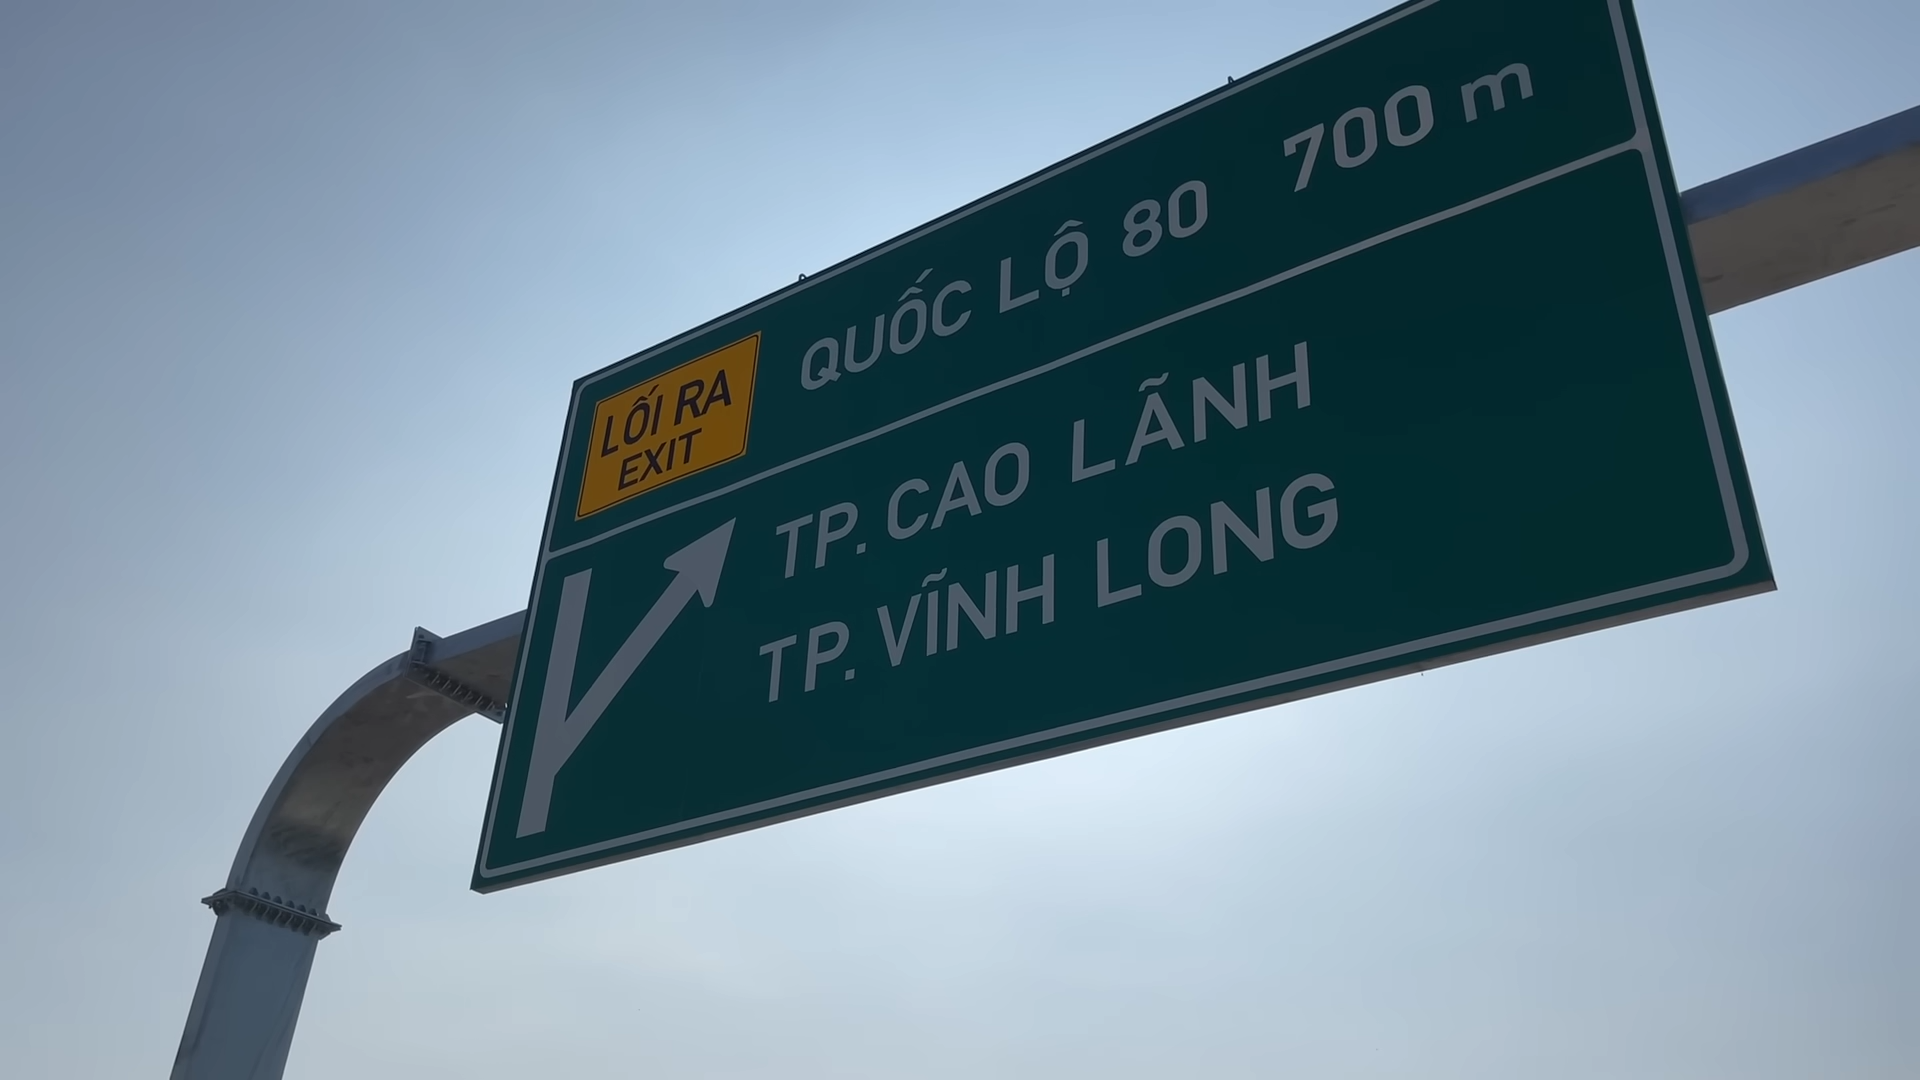 LỐI RA
EXIT
QUỐC LỘ 80 700 m
TP. CAO LÃNH
TP. VĨNH LONG